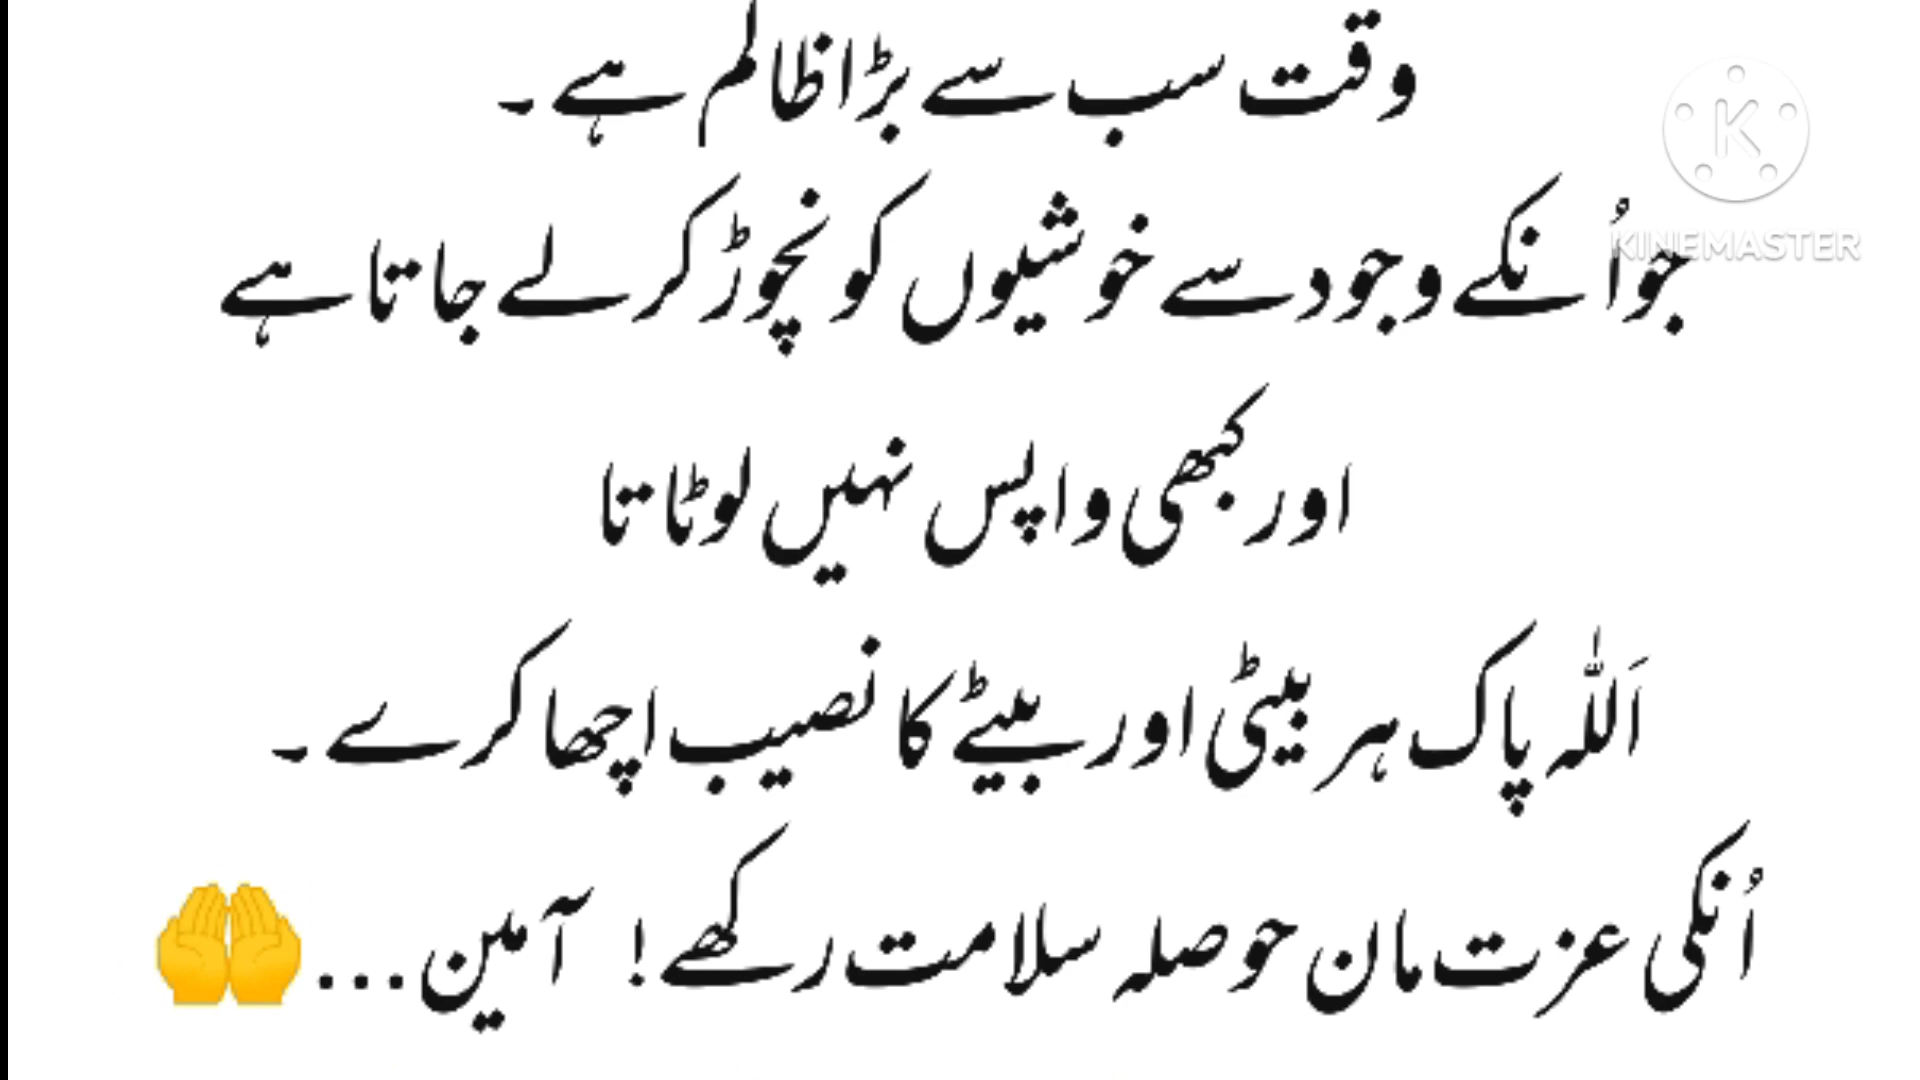 وقت سب سے بڑا ظالم ہے۔
جو اُنکے وجود سے خوشیوں کو نچوڑ کر لے جاتا ہے
اور کبھی واپس نہیں لوٹاتا
اَللّٰہ پاک ہر بیٹی اور بیٹے کا نصیب اچھا کرے۔
اُنکی عزت مان حوصلہ سلامت رکھے! آمین...🤲
K
KINEMASTER